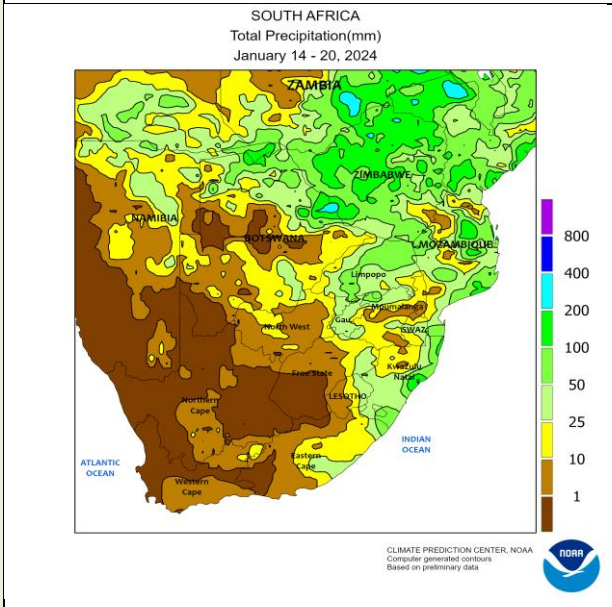 SOUTH AFRICA
Total Precipitation(mm)
January 14 - 20, 2024
ZAMBIA
ZIMBABWE
NAMIBIA
BOTSWANA
MOZAMBIQUE
Limpopo
Moumalanga
Gau
ISWAZ
North West
KwaZulu
Natal
Free State
LESOTHO
Northern
Cape
Eastern
Cape
Western
Cape
ATLANTIC
OCEAN
INDIAN
OCEAN
800
400
200
100
50
25
10
1
CLIMATE PREDICTION CENTER, NOAA
Computer generated contours
Based on preliminary data
NOAA